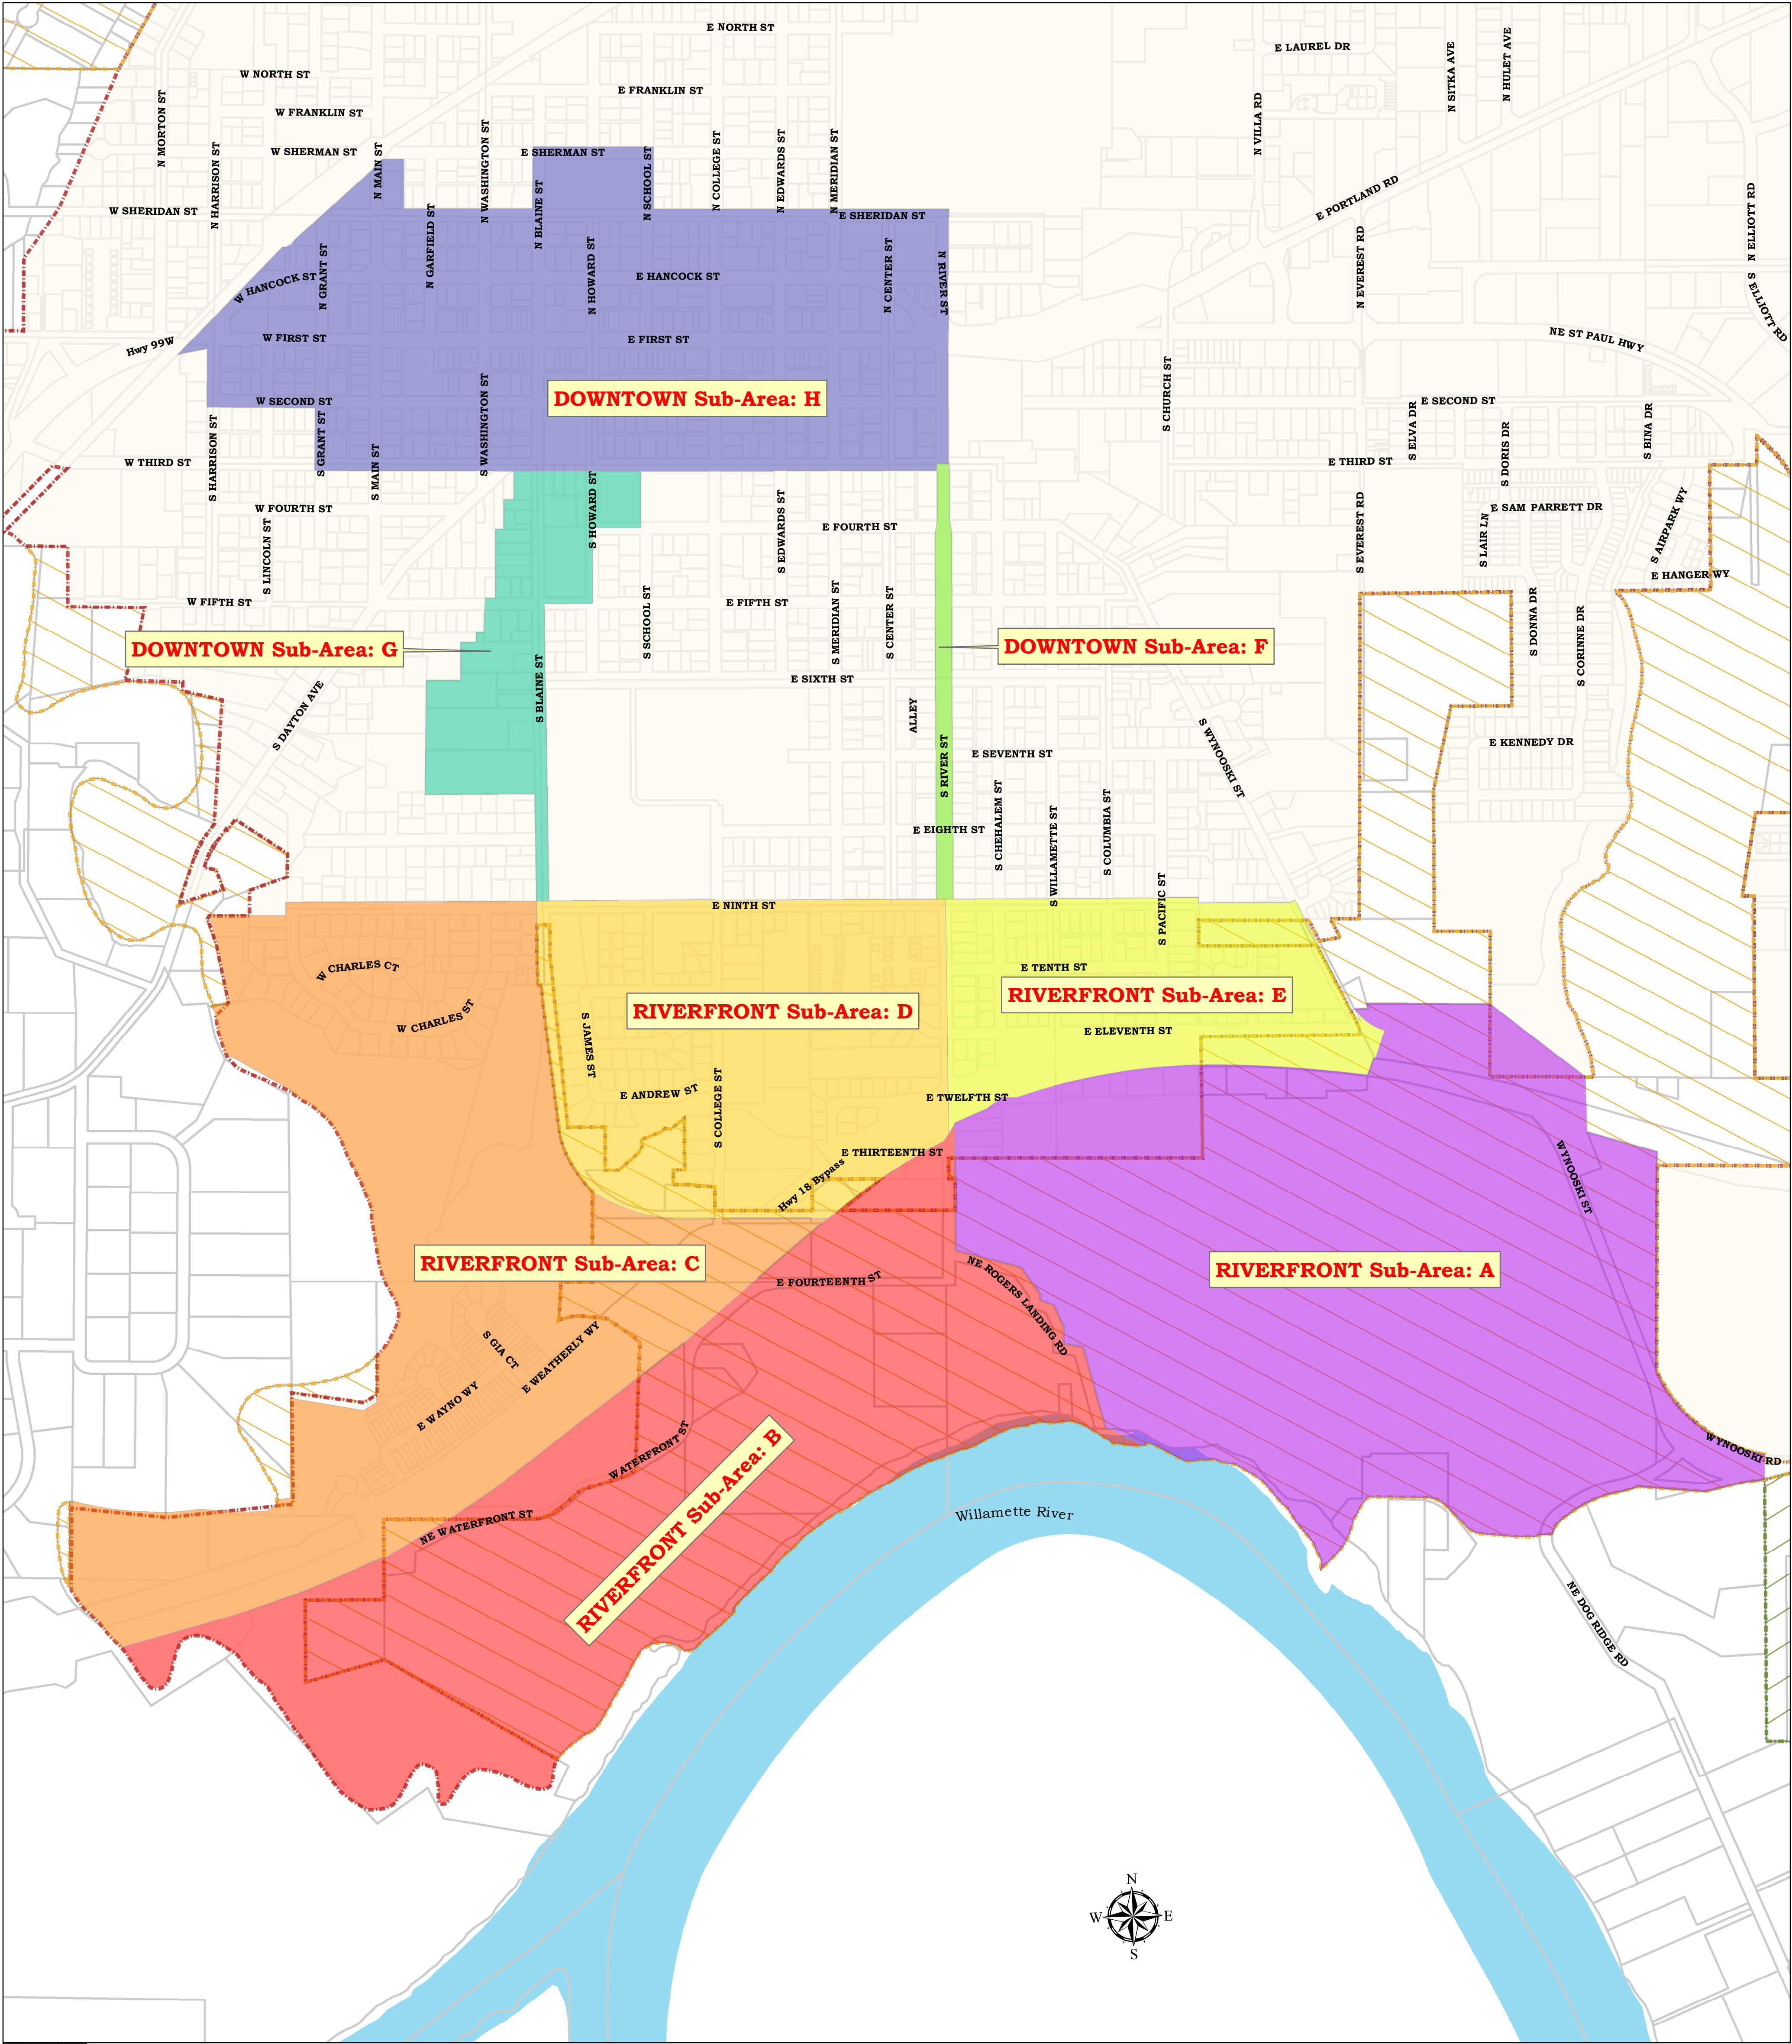 E NORTH ST
E LAUREL DR
N SITKA AVE
N HULET AVE
W NORTH ST
E FRANKLIN ST
N MORTON ST
W FRANKLIN ST
N VILLA RD
W SHERMAN ST
N MAIN ST
N WASHINGTON ST
E SHERMAN ST
N SCHOOL ST
N COLLEGE ST
N EDWARDS ST
N MERIDIAN ST
N HARRISON ST
W SHERIDAN ST
N GARFIELD ST
N BLAINE ST
E SHERIDAN ST
E PORTLAND RD
N ELLIOTT RD
S ELLIOTT RD
W HANCOCK ST
N GRANT ST
N HOWARD ST
E HANCOCK ST
N CENTER ST
N RIVER ST
N EVEREST RD
Hwy 99W
W FIRST ST
E FIRST ST
NE ST PAUL HWY
DOWNTOWN Sub-Area: H
W SECOND ST
S WASHINGTON ST
S CHURCH ST
E SECOND ST
S ELVA DR
S DORIS DR
S BINA DR
W THIRD ST
S HARRISON ST
S GRANT ST
S MAIN ST
E THIRD ST
W FOURTH ST
S LINCOLN ST
S HOWARD ST
S EDWARDS ST
E FOURTH ST
S EVEREST RD
E SAM PARRETT DR
S LAIR LN
S AIRPARK WY
E HANGER WY
W FIFTH ST
S SCHOOL ST
E FIFTH ST
S MERIDIAN ST
S CENTER ST
S DONNA DR
S CORINNE DR
DOWNTOWN Sub-Area: G
DOWNTOWN Sub-Area: F
S DAYTON AVE
S BLAINE ST
E SIXTH ST
ALLEY
S RIVER ST
E SEVENTH ST
S WYNOOSKI ST
E KENNEDY DR
E EIGHTH ST
S CHEHALEM ST
S WILLAMETTE ST
S COLUMBIA ST
S PACIFIC ST
E NINTH ST
W CHARLES CT
W CHARLES ST
E TENTH ST
RIVERFRONT Sub-Area: E
RIVERFRONT Sub-Area: D
S JAMES ST
E ELEVENTH ST
E ANDREW ST
S COLLEGE ST
E TWELFTH ST
E THIRTEENTH ST
Hwy 18 Bypass
WYNOOSKI ST
RIVERFRONT Sub-Area: C
E FOURTEENTH ST
NE ROGERS LANDING RD
RIVERFRONT Sub-Area: A
S GIA CT
E WEATHERLY WY
E WAYNO WY
WATERFRONT ST
RIVERFRONT Sub-Area: B
NE WATERFRONT ST
WYNOOSKI RD
Willamette River
NE DOG RIDGE RD
N
W E
S